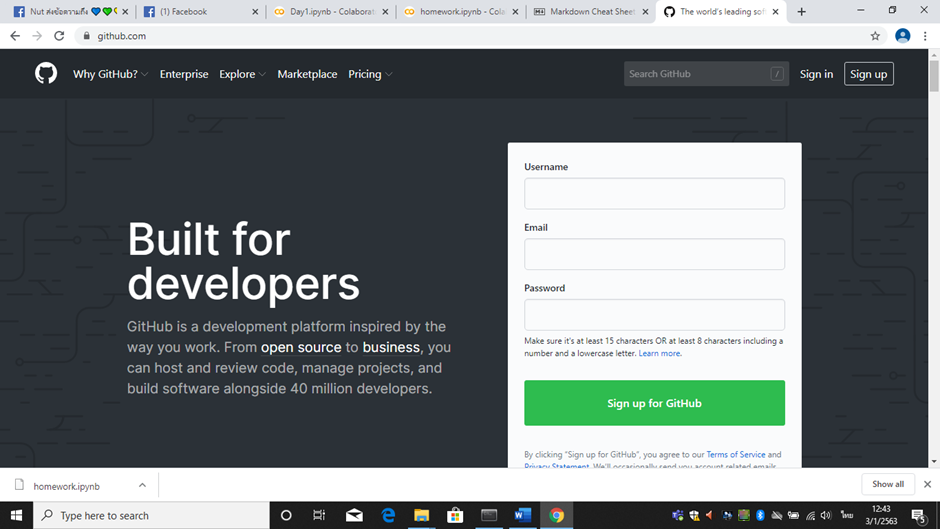 Nut ส่งข้อความถึง 💙💚
(1) Facebook
Day1.ipynb - Colaborat
homework.ipynb - Cola
Markdown Cheat Sheet
The world's leading soft
github.com
Why GitHub?
Enterprise
Explore
Marketplace
Pricing
Search GitHub
/
Sign in
Sign up
Built for
developers
GitHub is a development platform inspired by the
way you work. From open source to business, you
can host and review code, manage projects, and
build software alongside 40 million developers.
Username
Email
Password
Make sure it's at least 15 characters OR at least 8 characters including a
number and a lowercase letter. Learn more.
Sign up for GitHub
By clicking "Sign up for GitHub", you agree to our Terms of Service and
Privacy Statement. We'll occasionally send you account related emails.
homework.ipynb
Show all
Type here to search
ไทย
12:43
3/1/2563
5